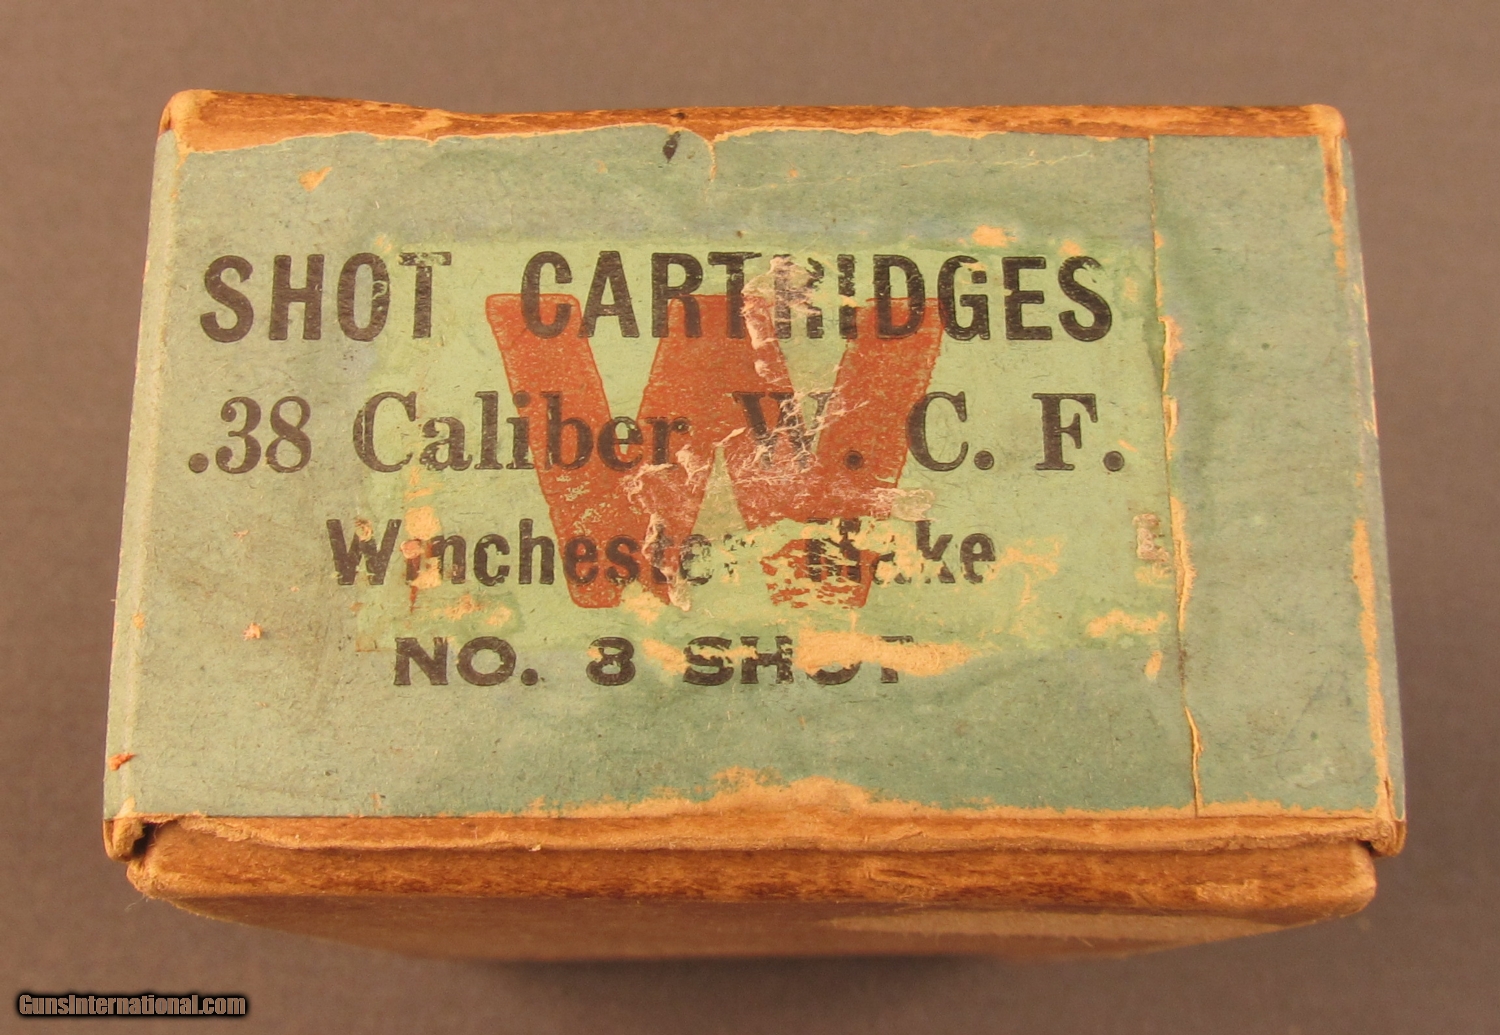 SHOT CARTRIDGES
.38 Caliber W. C. F.
Winchester Make
NO. 8 SHOT
W
GunsInternational.com